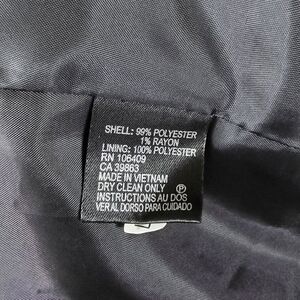 SHELL: 99% POLYESTER
1% RAYON
LINING: 100% POLYESTER
RN 106409
CA 39863
MADE IN VIETNAM
DRY CLEAN ONLY Ⓟ
INSTRUCTIONS AU DOS
VER AL DORSO PARA CUIDADO